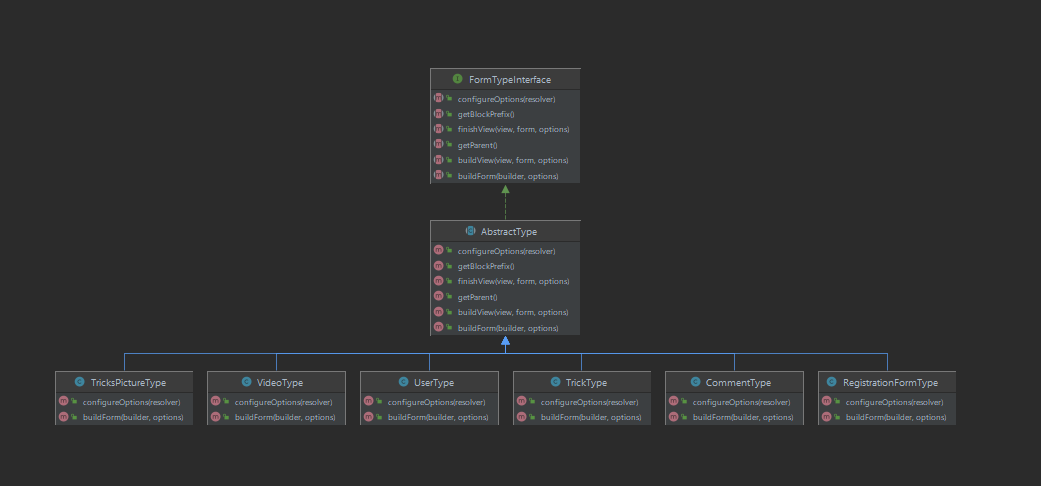 FormTypeInterface
configureOptions(resolver)
getBlockPrefix()
finishView(view, form, options)
getParent()
buildView(view, form, options)
buildForm(builder, options)
AbstractType
configureOptions(resolver)
getBlockPrefix()
finishView(view, form, options)
getParent()
buildView(view, form, options)
buildForm(builder, options)
TricksPictureType
configureOptions(resolver)
buildForm(builder, options)
VideoType
configureOptions(resolver)
buildForm(builder, options)
UserType
configureOptions(resolver)
buildForm(builder, options)
TrickType
configureOptions(resolver)
buildForm(builder, options)
CommentType
configureOptions(resolver)
buildForm(builder, options)
RegistrationFormType
configureOptions(resolver)
buildForm(builder, options)